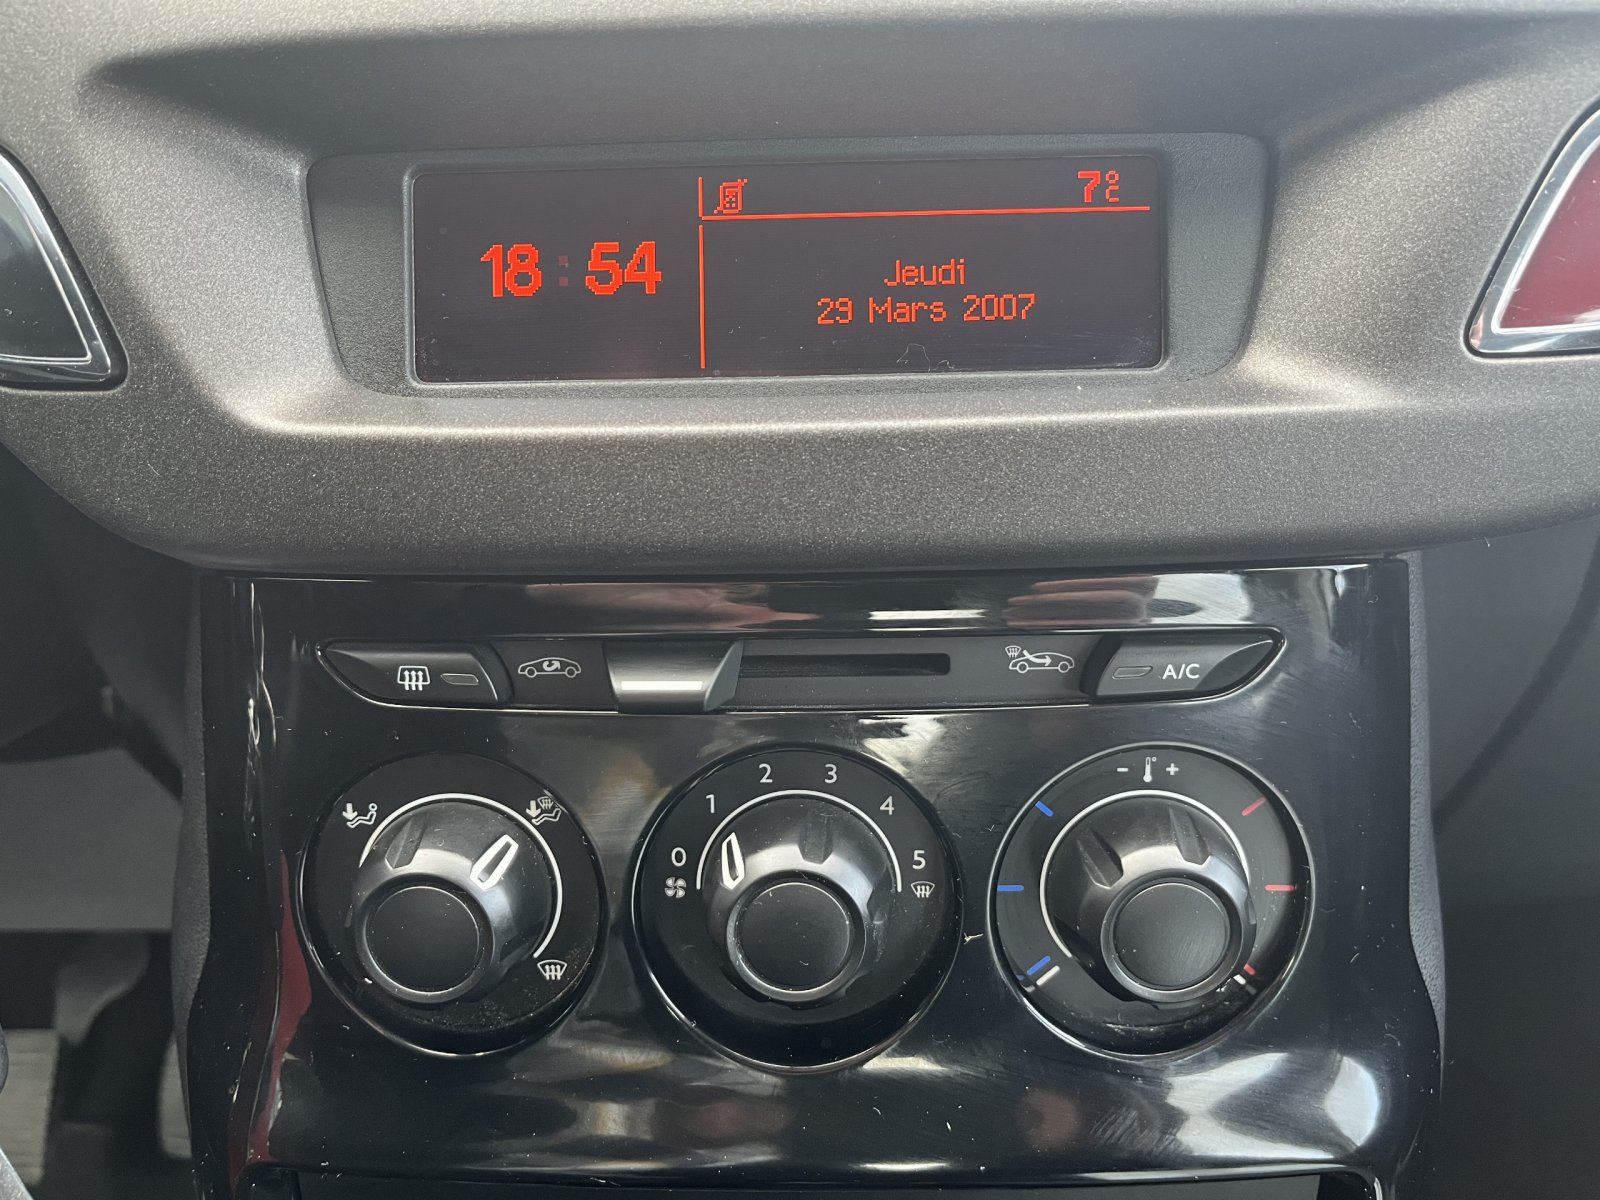 7°C
18:54
Jeudi
29 Mars 2007
A/C
0 1 2 3 4 5
- +